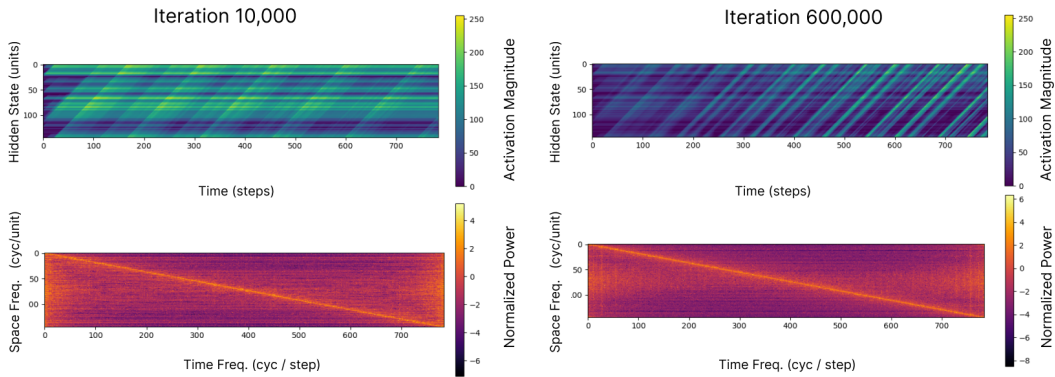 Iteration 10,000
Iteration 600,000
Hidden State (units)
0
50
100
0 100 200 300 400 500 600 700
Time (steps)
250
200
150
100
50
0
Activation Magnitude
Hidden State (units)
0
50
100
0 100 200 300 400 500 600 700
Time (steps)
250
200
150
100
50
0
Activation Magnitude
Space Freq. (cyc/unit)
0
50
00
0 100 200 300 400 500 600 700
Time Freq. (cyc / step)
4
2
0
−2
−4
−6
Normalized Power
Space Freq. (cyc/unit)
0
50
00
0 100 200 300 400 500 600 700
Time Freq. (cyc / step)
6
4
2
0
−2
−4
−6
−8
Normalized Power